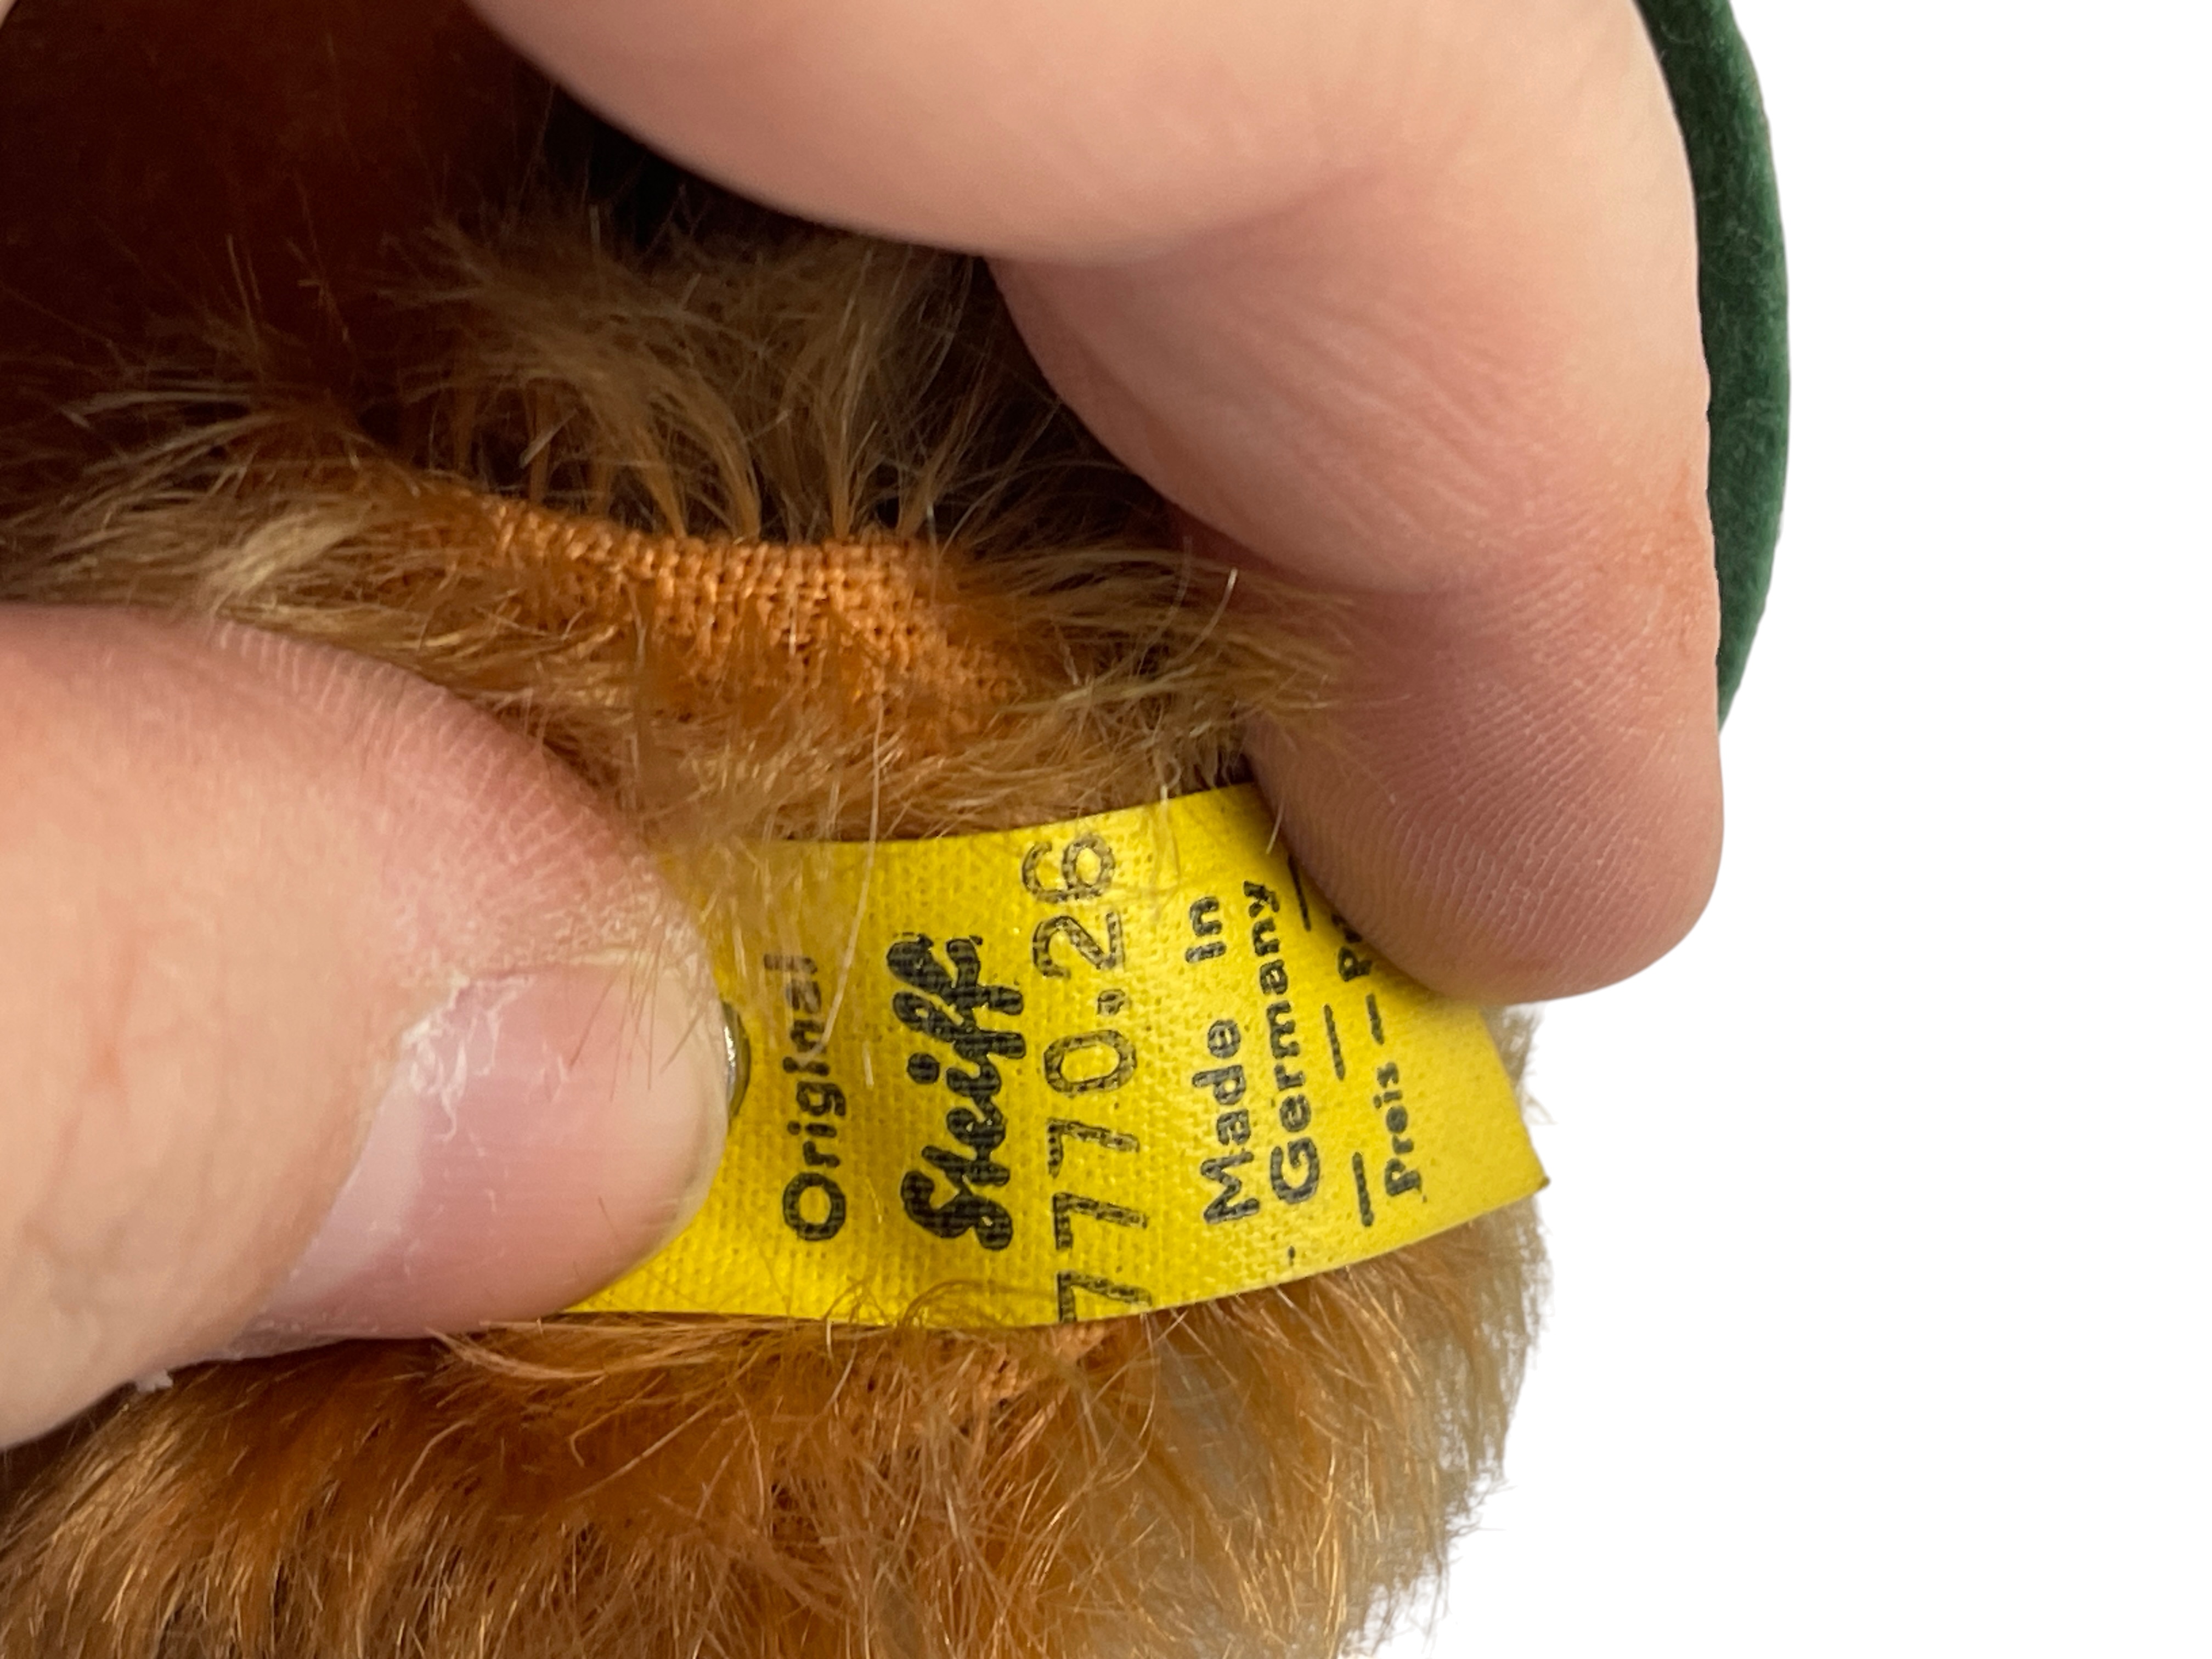 Original
Steiff
7770,26
Made in
Germany
Preis –